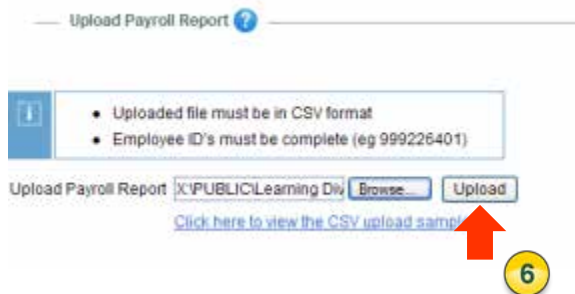 Upload Payroll Report ?
i
• Uploaded file must be in CSV format
• Employee ID's must be complete (eg 999226401)
Upload Payroll Report X:\PUBLIC\Learning Div Browse... Upload
Click here to view the CSV upload sample
6